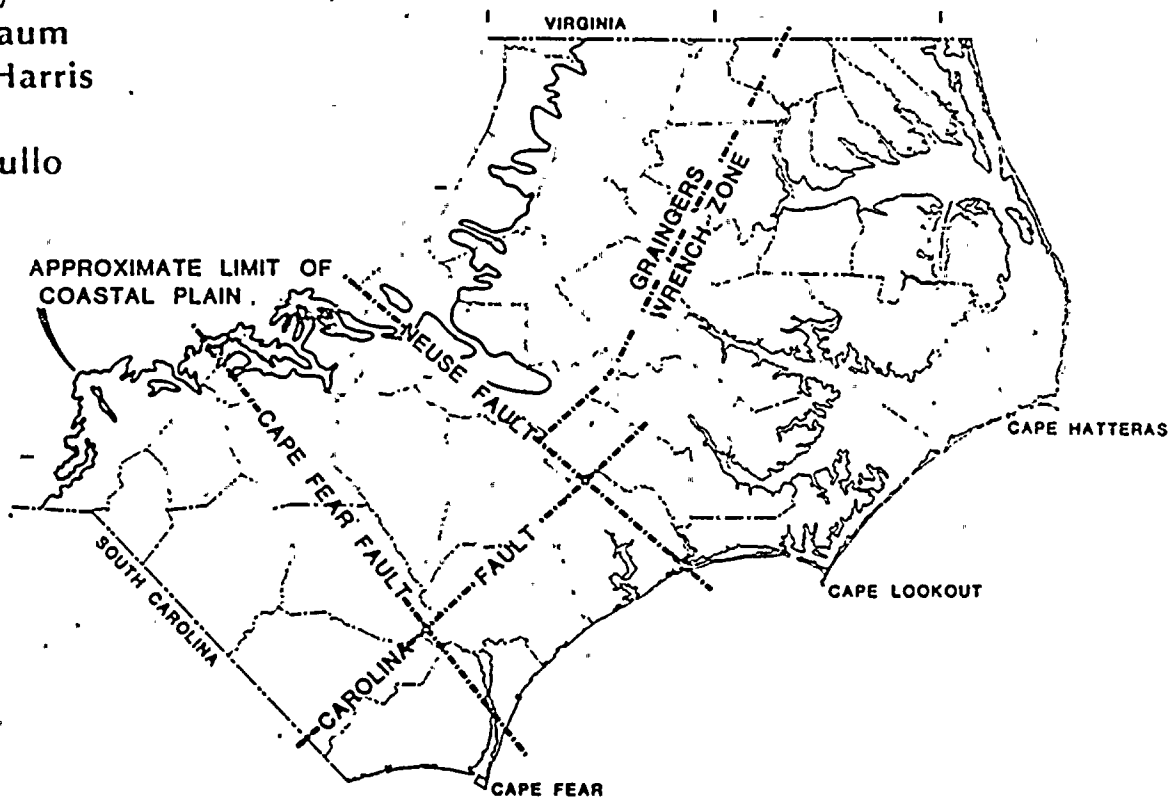 aum
Harris
ullo
VIRGINIA
GRAINGERS
WRENCH-ZONE
APPROXIMATE LIMIT OF
COASTAL PLAIN
NEUSE FAULT
CAPE FEAR FAULT
CAPE HATTERAS
FAULT
SOUTH CAROLINA
CAPE LOOKOUT
CAROLINA
CAPE FEAR